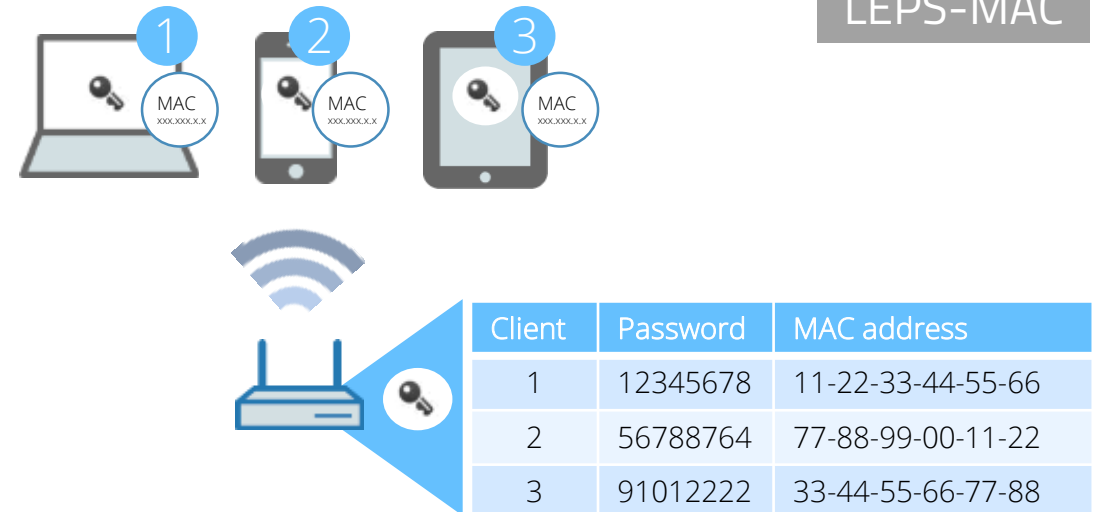 LEPS-MAC
1
2
3
MAC
xxx.xxx.x.x
MAC
xxx.xxx.x.x
MAC
xxx.xxx.x.x
Client Password MAC address
1 12345678 11-22-33-44-55-66
2 56788764 77-88-99-00-11-22
3 91012222 33-44-55-66-77-88